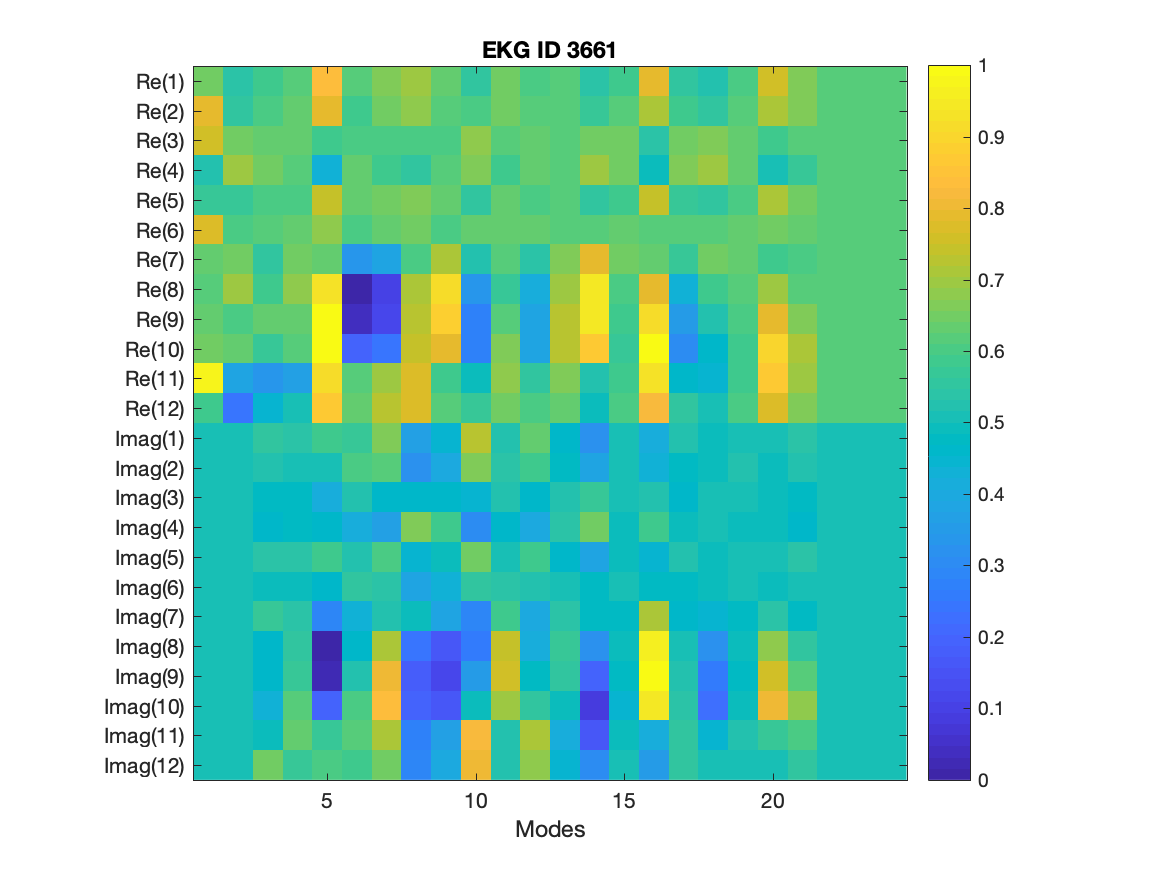 EKG ID 3661
Re(1)
Re(2)
Re(3)
Re(4)
Re(5)
Re(6)
Re(7)
Re(8)
Re(9)
Re(10)
Re(11)
Re(12)
Imag(1)
Imag(2)
Imag(3)
Imag(4)
Imag(5)
Imag(6)
Imag(7)
Imag(8)
Imag(9)
Imag(10)
Imag(11)
Imag(12)
5 10 15 20
Modes
1
0.9
0.8
0.7
0.6
0.5
0.4
0.3
0.2
0.1
0